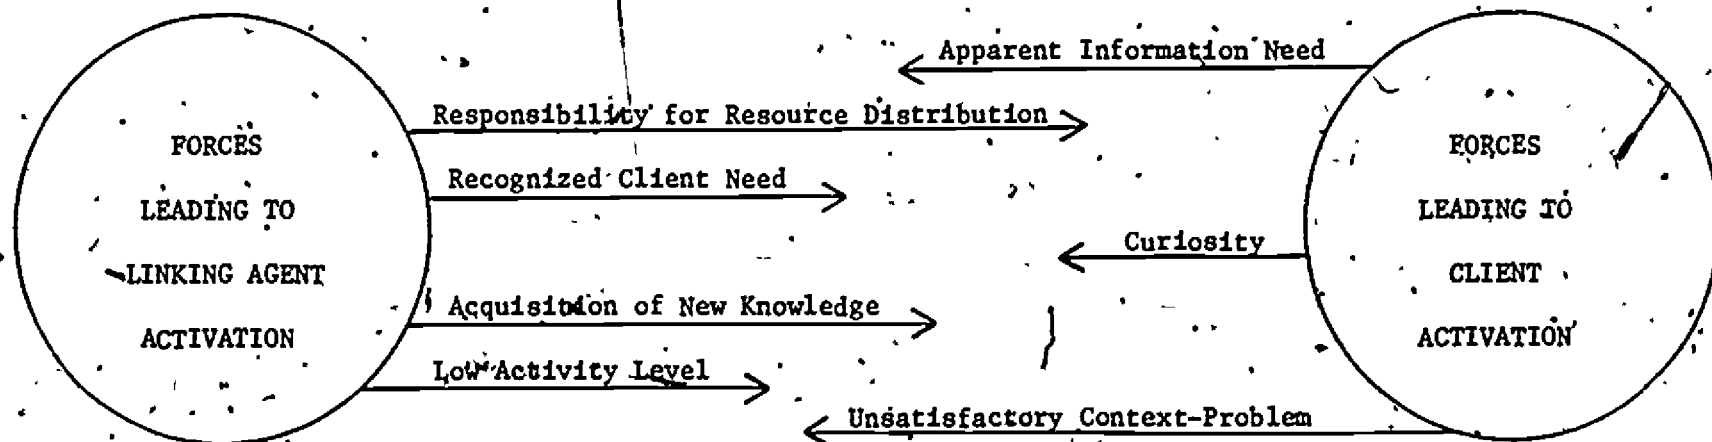 Apparent Information Need
Responsibility for Resource Distribution
FORCES
LEADING TO
LINKING AGENT
ACTIVATION
Recognized Client Need
Curiosity
Acquisition of New Knowledge
Low Activity Level
Unsatisfactory Context-Problem
FORCES
LEADING TO
CLIENT
ACTIVATION